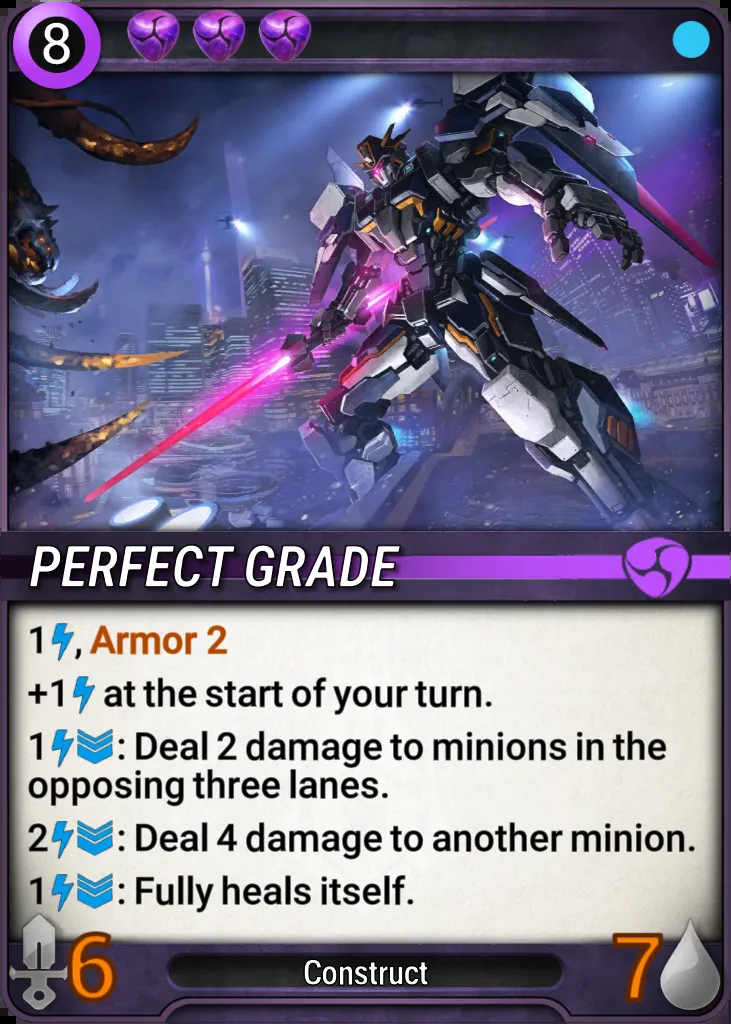 8
PERFECT GRADE
1, Armor 2
+1 at the start of your turn.
1: Deal 2 damage to minions in the
opposing three lanes.
2: Deal 4 damage to another minion.
1: Fully heals itself.
6 Construct 7